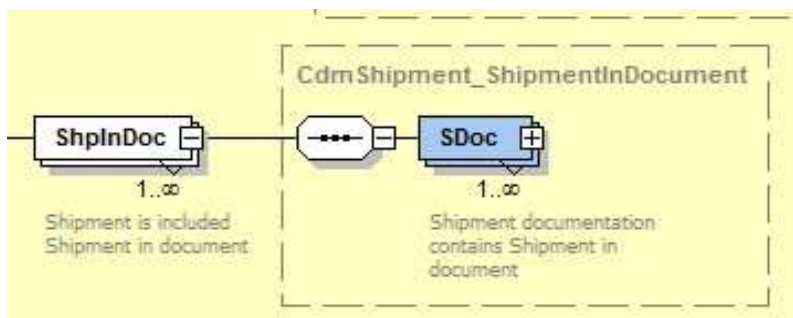 CdmShipment_ShipmentInDocument
ShpInDoc
SDoc
1..∞
1..∞
Shipment is included
Shipment in document
Shipment documentation
contains Shipment in
document